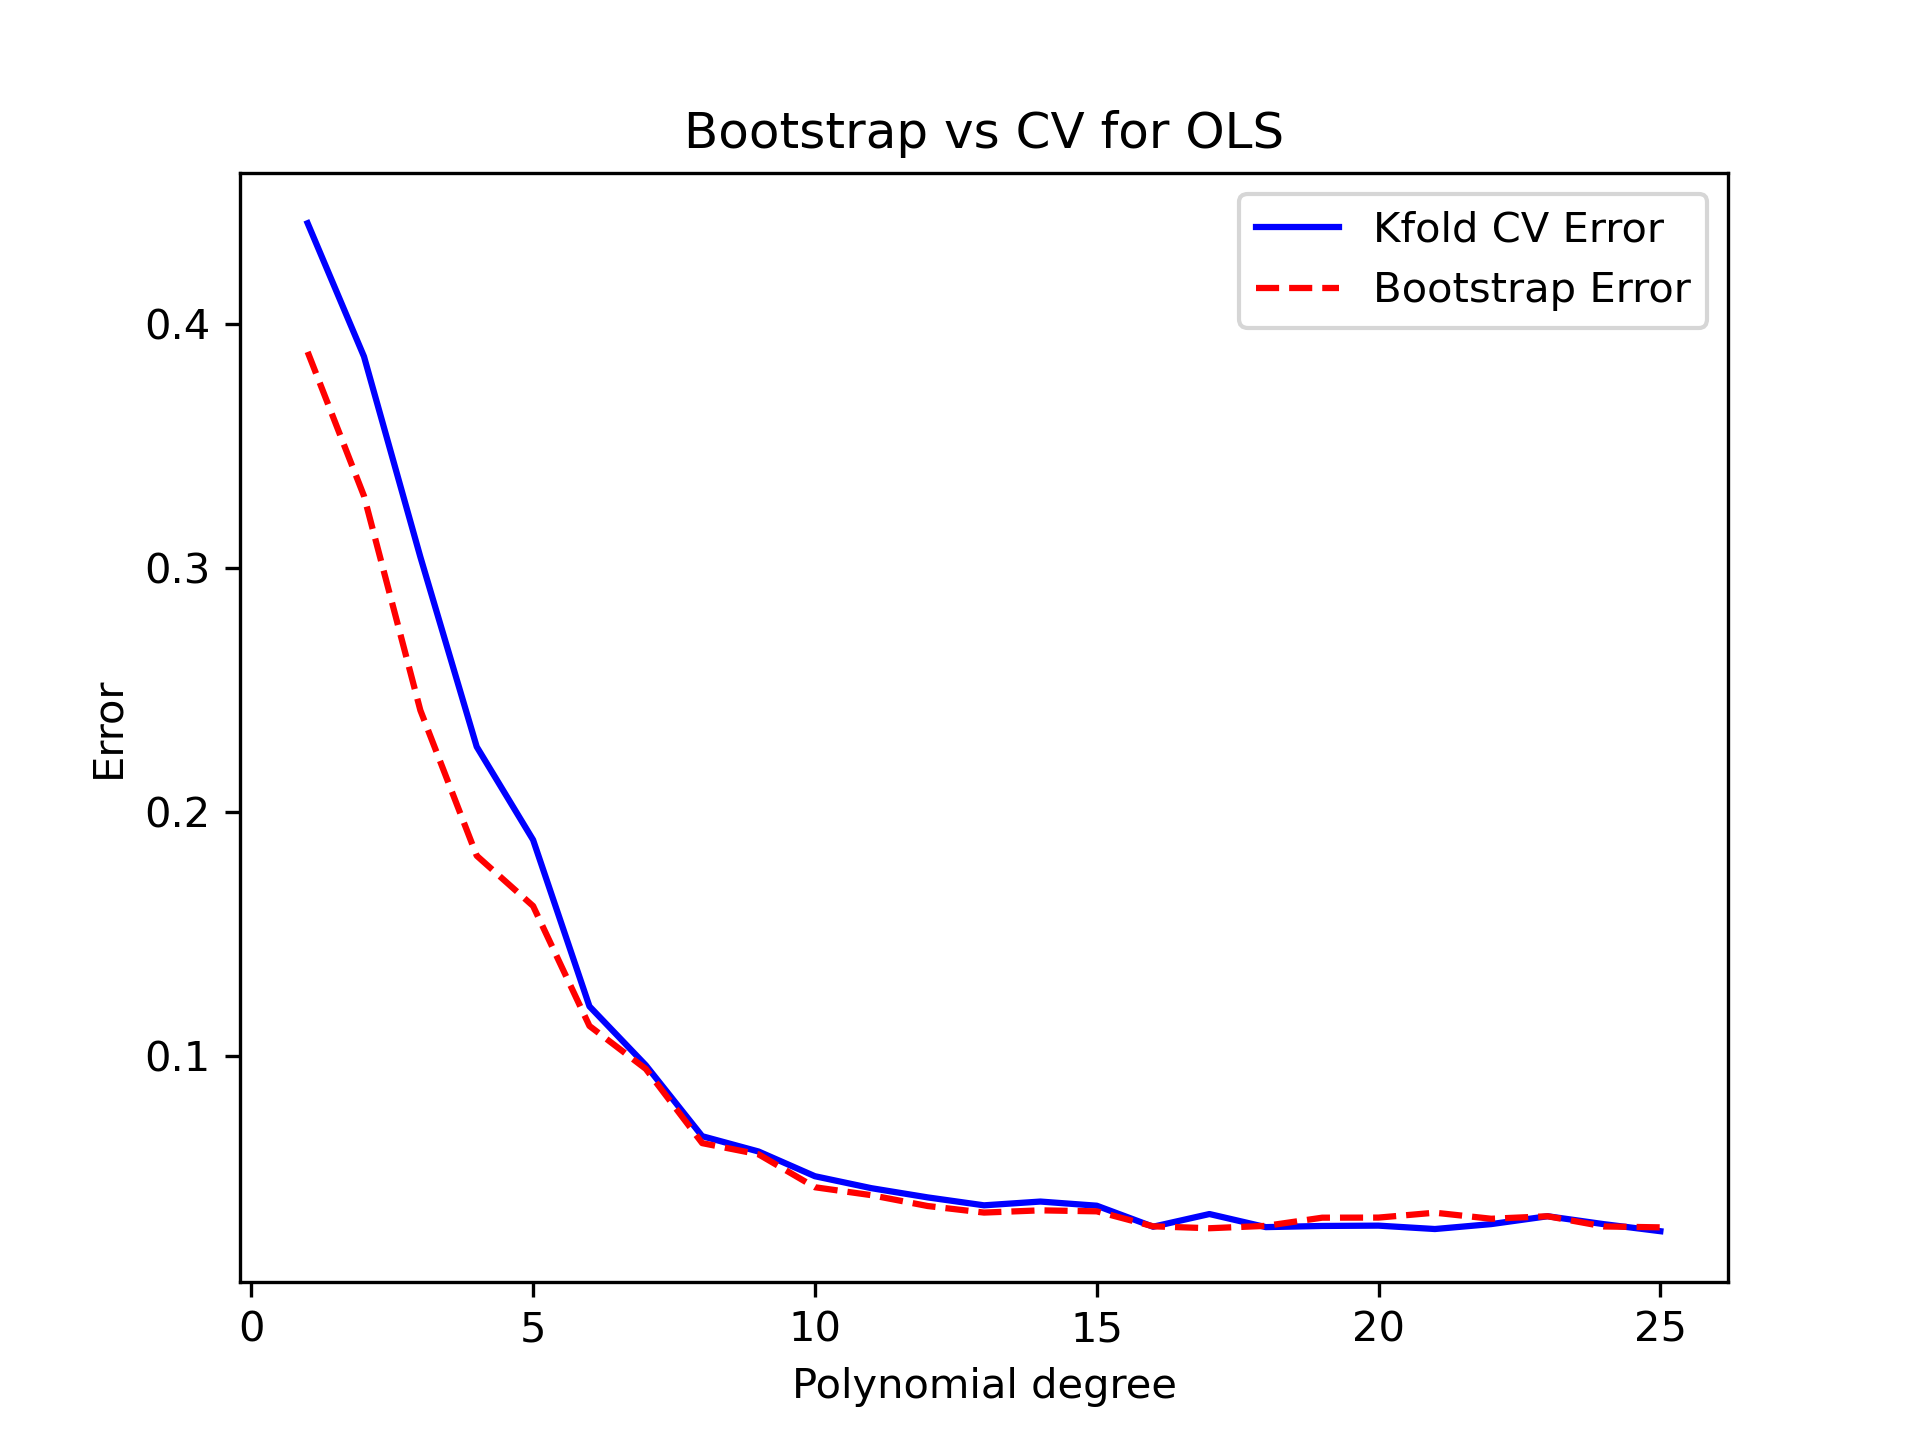 Bootstrap vs CV for OLS
Kfold CV Error
Bootstrap Error
0.4
0.3
0.2
0.1
Error
0 5 10 15 20 25
Polynomial degree